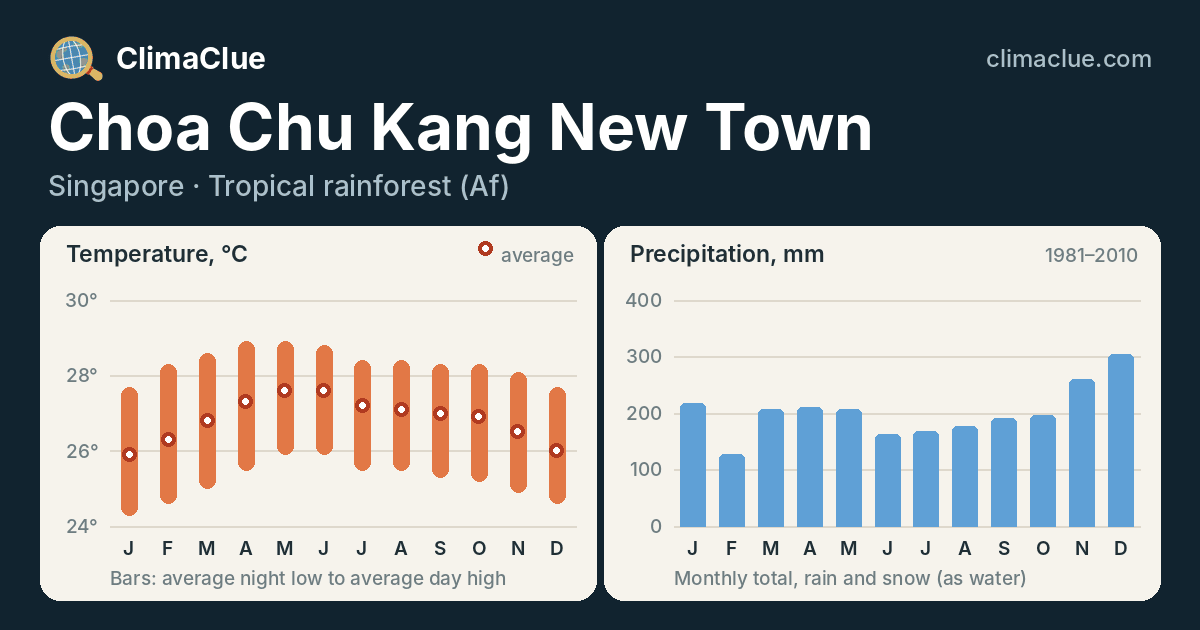 ClimaClue
climaclue.com
Choa Chu Kang New Town
Singapore · Tropical rainforest (Af)
Temperature, °C
average
30°
28°
26°
24°
J F M A M J J A S O N D
Bars: average night low to average day high
Precipitation, mm
1981–2010
400
300
200
100
0
J F M A M J J A S O N D
Monthly total, rain and snow (as water)